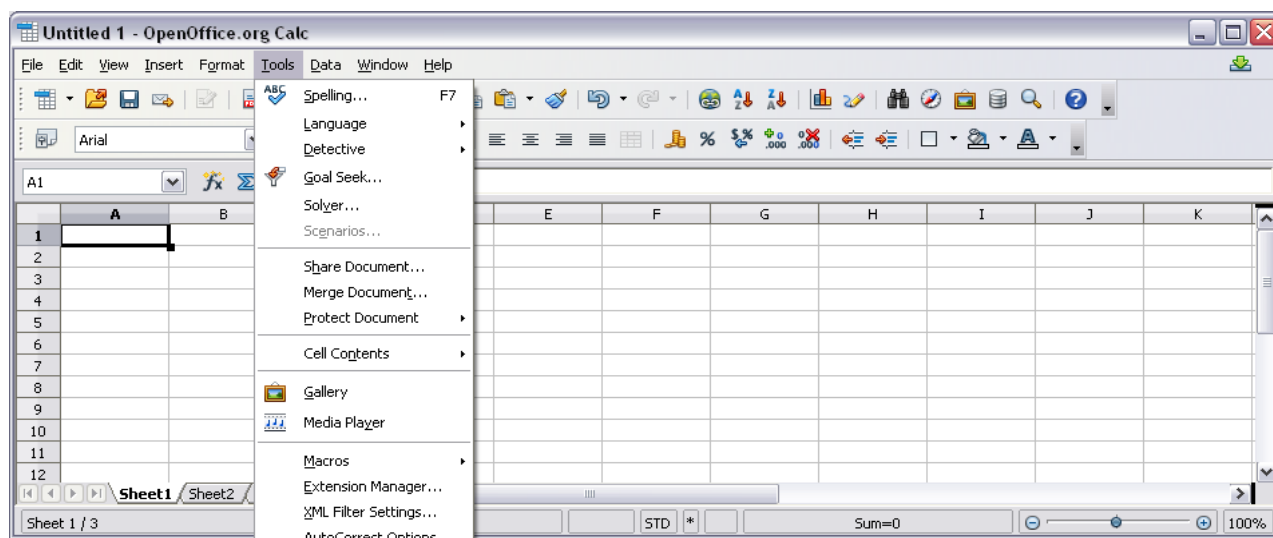 Untitled 1 - OpenOffice.org Calc
File Edit View Insert Format Tools Data Window Help
ABC Spelling... F7
Language
Detective
Goal Seek...
Solver...
Scenarios...
Share Document...
Merge Document...
Protect Document
Cell Contents
Gallery
Media Player
Macros
Extension Manager...
XML Filter Settings...
AutoCorrect Options
Arial
A1
A B E F G H I J K
1
2
3
4
5
6
7
8
9
10
11
12
Sheet1 Sheet2
Sheet 1 / 3 STD * Sum=0 100%